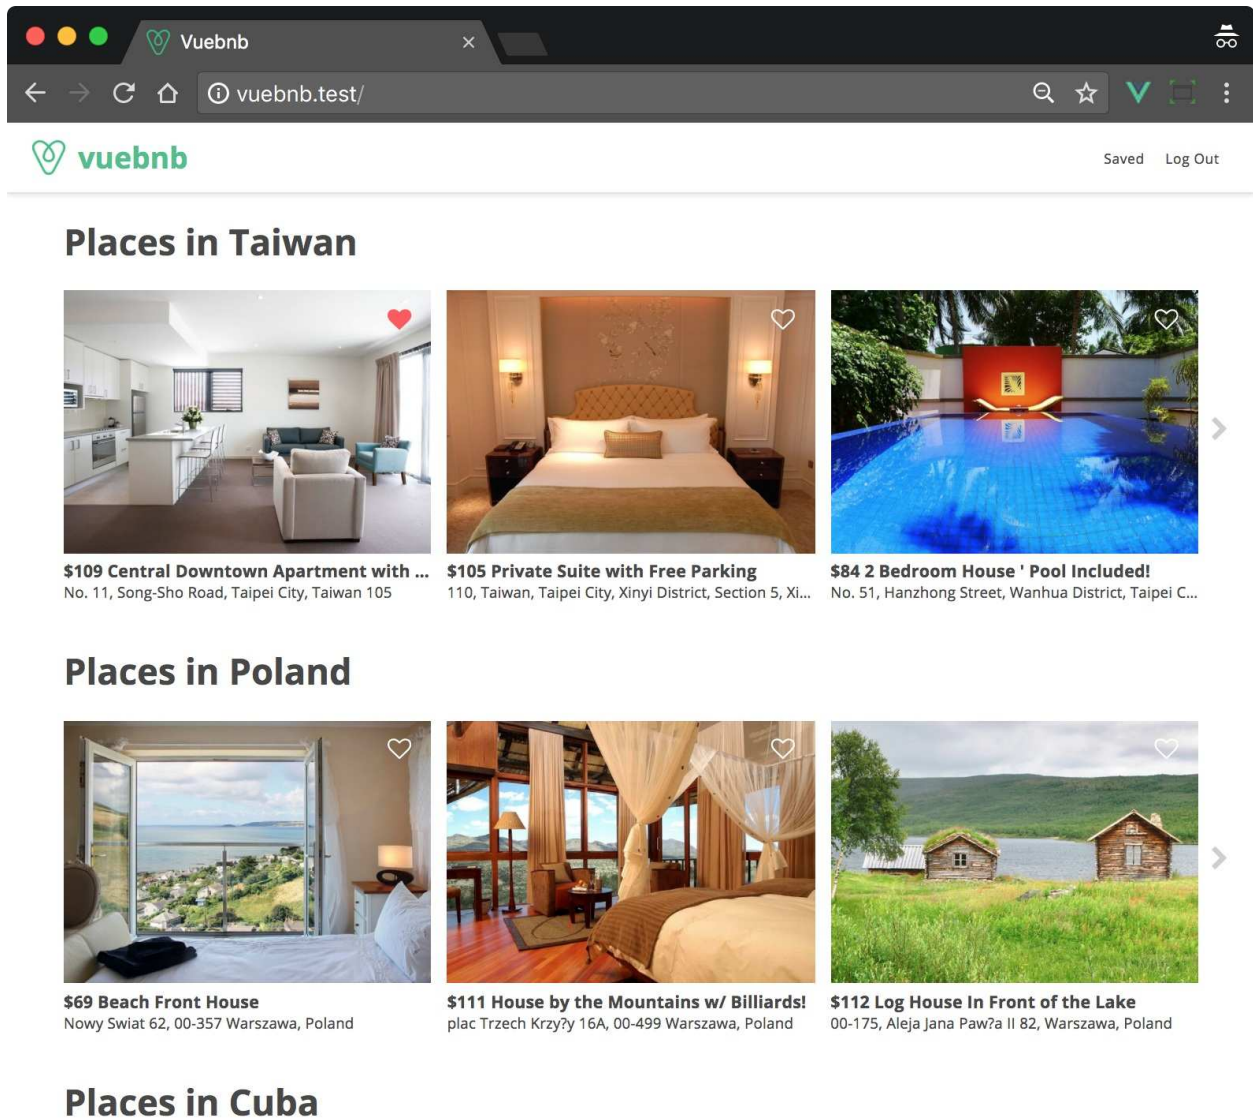 Vuebnb
vuebnb.test/
vuebnb
Saved Log Out
Places in Taiwan
$109 Central Downtown Apartment with ...
No. 11, Song-Sho Road, Taipei City, Taiwan 105
$105 Private Suite with Free Parking
110, Taiwan, Taipei City, Xinyi District, Section 5, Xi...
$84 2 Bedroom House ' Pool Included!
No. 51, Hanzhong Street, Wanhua District, Taipei C...
Places in Poland
$69 Beach Front House
Nowy Swiat 62, 00-357 Warszawa, Poland
$111 House by the Mountains w/ Billiards!
plac Trzech Krzy?y 16A, 00-499 Warszawa, Poland
$112 Log House In Front of the Lake
00-175, Aleja Jana Paw?a II 82, Warszawa, Poland
Places in Cuba